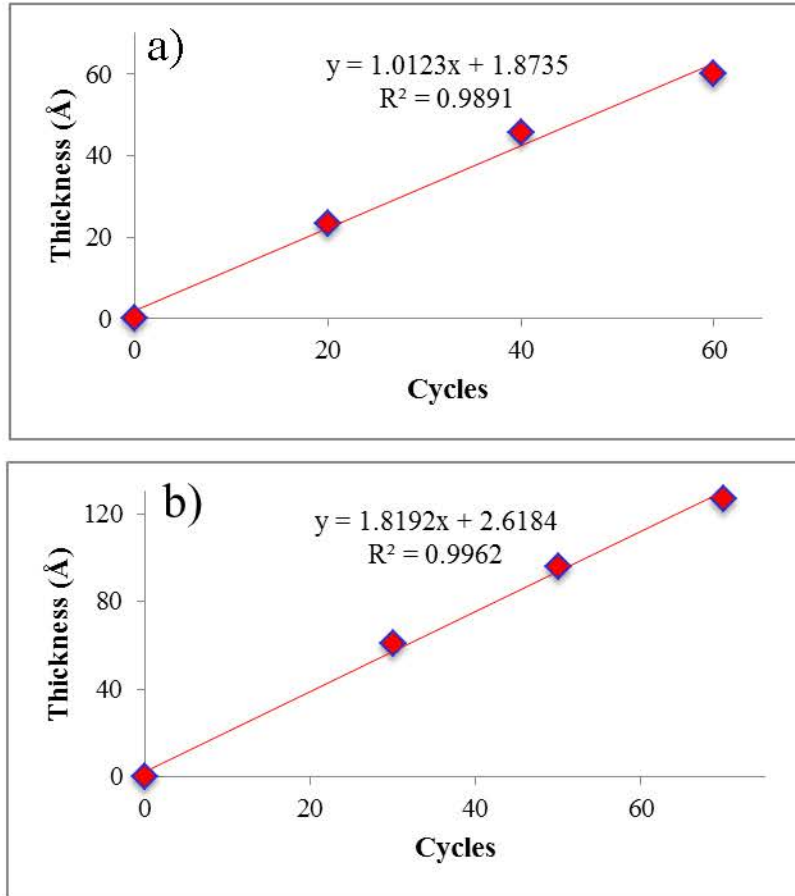 a)
y = 1.0123x + 1.8735
R² = 0.9891
Thickness (Å)
60
40
20
0
0 20 40 60
Cycles
b)
y = 1.8192x + 2.6184
R² = 0.9962
Thickness (Å)
120
80
40
0
0 20 40 60
Cycles